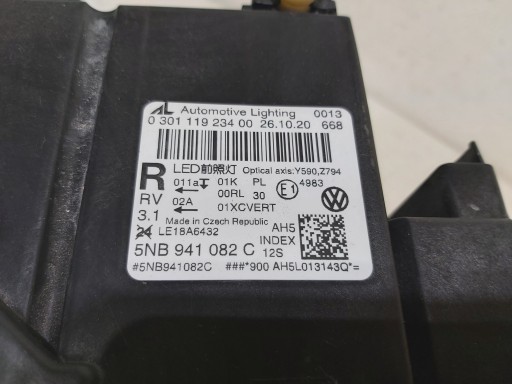 AL Automotive Lighting 0013
0 301 119 234 00 26.10.20 668
LED前照灯 Optical axis:Y590,Z794
R 011a 01K PL E1 4983
00RL 30
RV 02A 01XCVERT
3.1 Made in Czech Republic
24 LE18A6432 AH5
5NB 941 082 C INDEX 12S
#5NB941082C ###*900 AH5L013143Q*=